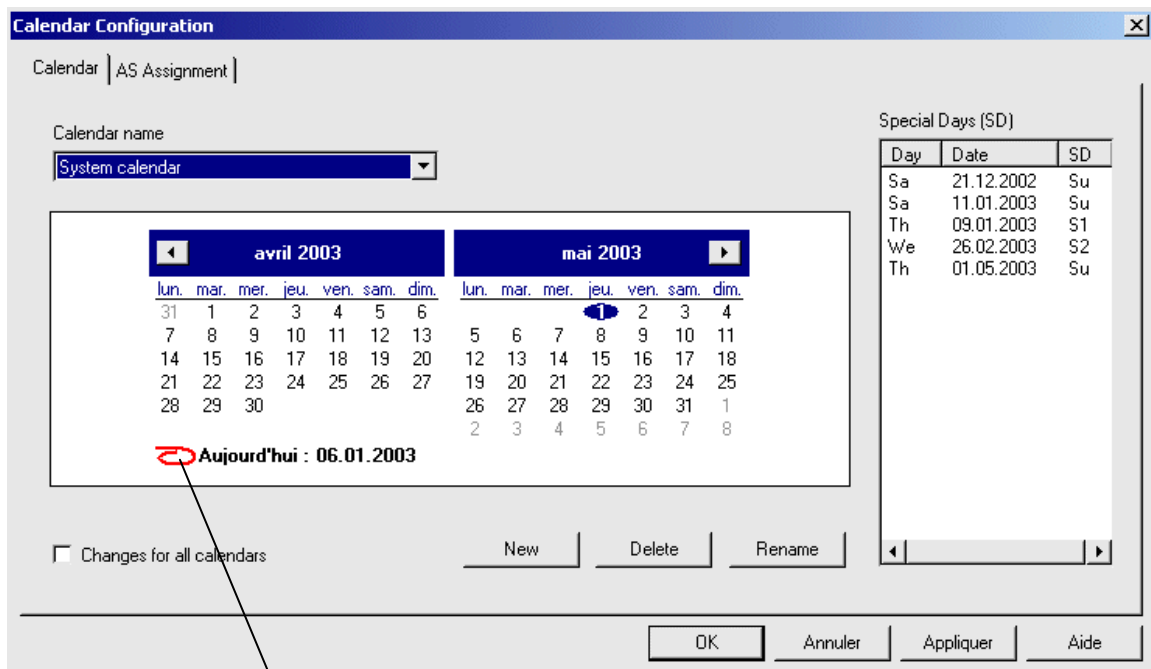 Calendar Configuration
Calendar AS Assignment
Calendar name
System calendar
avril 2003
lun. mar. mer. jeu. ven. sam. dim.
31 1 2 3 4 5 6
7 8 9 10 11 12 13
14 15 16 17 18 19 20
21 22 23 24 25 26 27
28 29 30
mai 2003
lun. mar. mer. jeu. ven. sam. dim.
1 2 3 4
5 6 7 8 9 10 11
12 13 14 15 16 17 18
19 20 21 22 23 24 25
26 27 28 29 30 31 1
2 3 4 5 6 7 8
Aujourd'hui : 06.01.2003
Changes for all calendars
New Delete Rename
Special Days (SD)
Day Date SD
Sa 21.12.2002 Su
Sa 11.01.2003 Su
Th 09.01.2003 S1
We 26.02.2003 S2
Th 01.05.2003 Su
OK Annuler Appliquer Aide